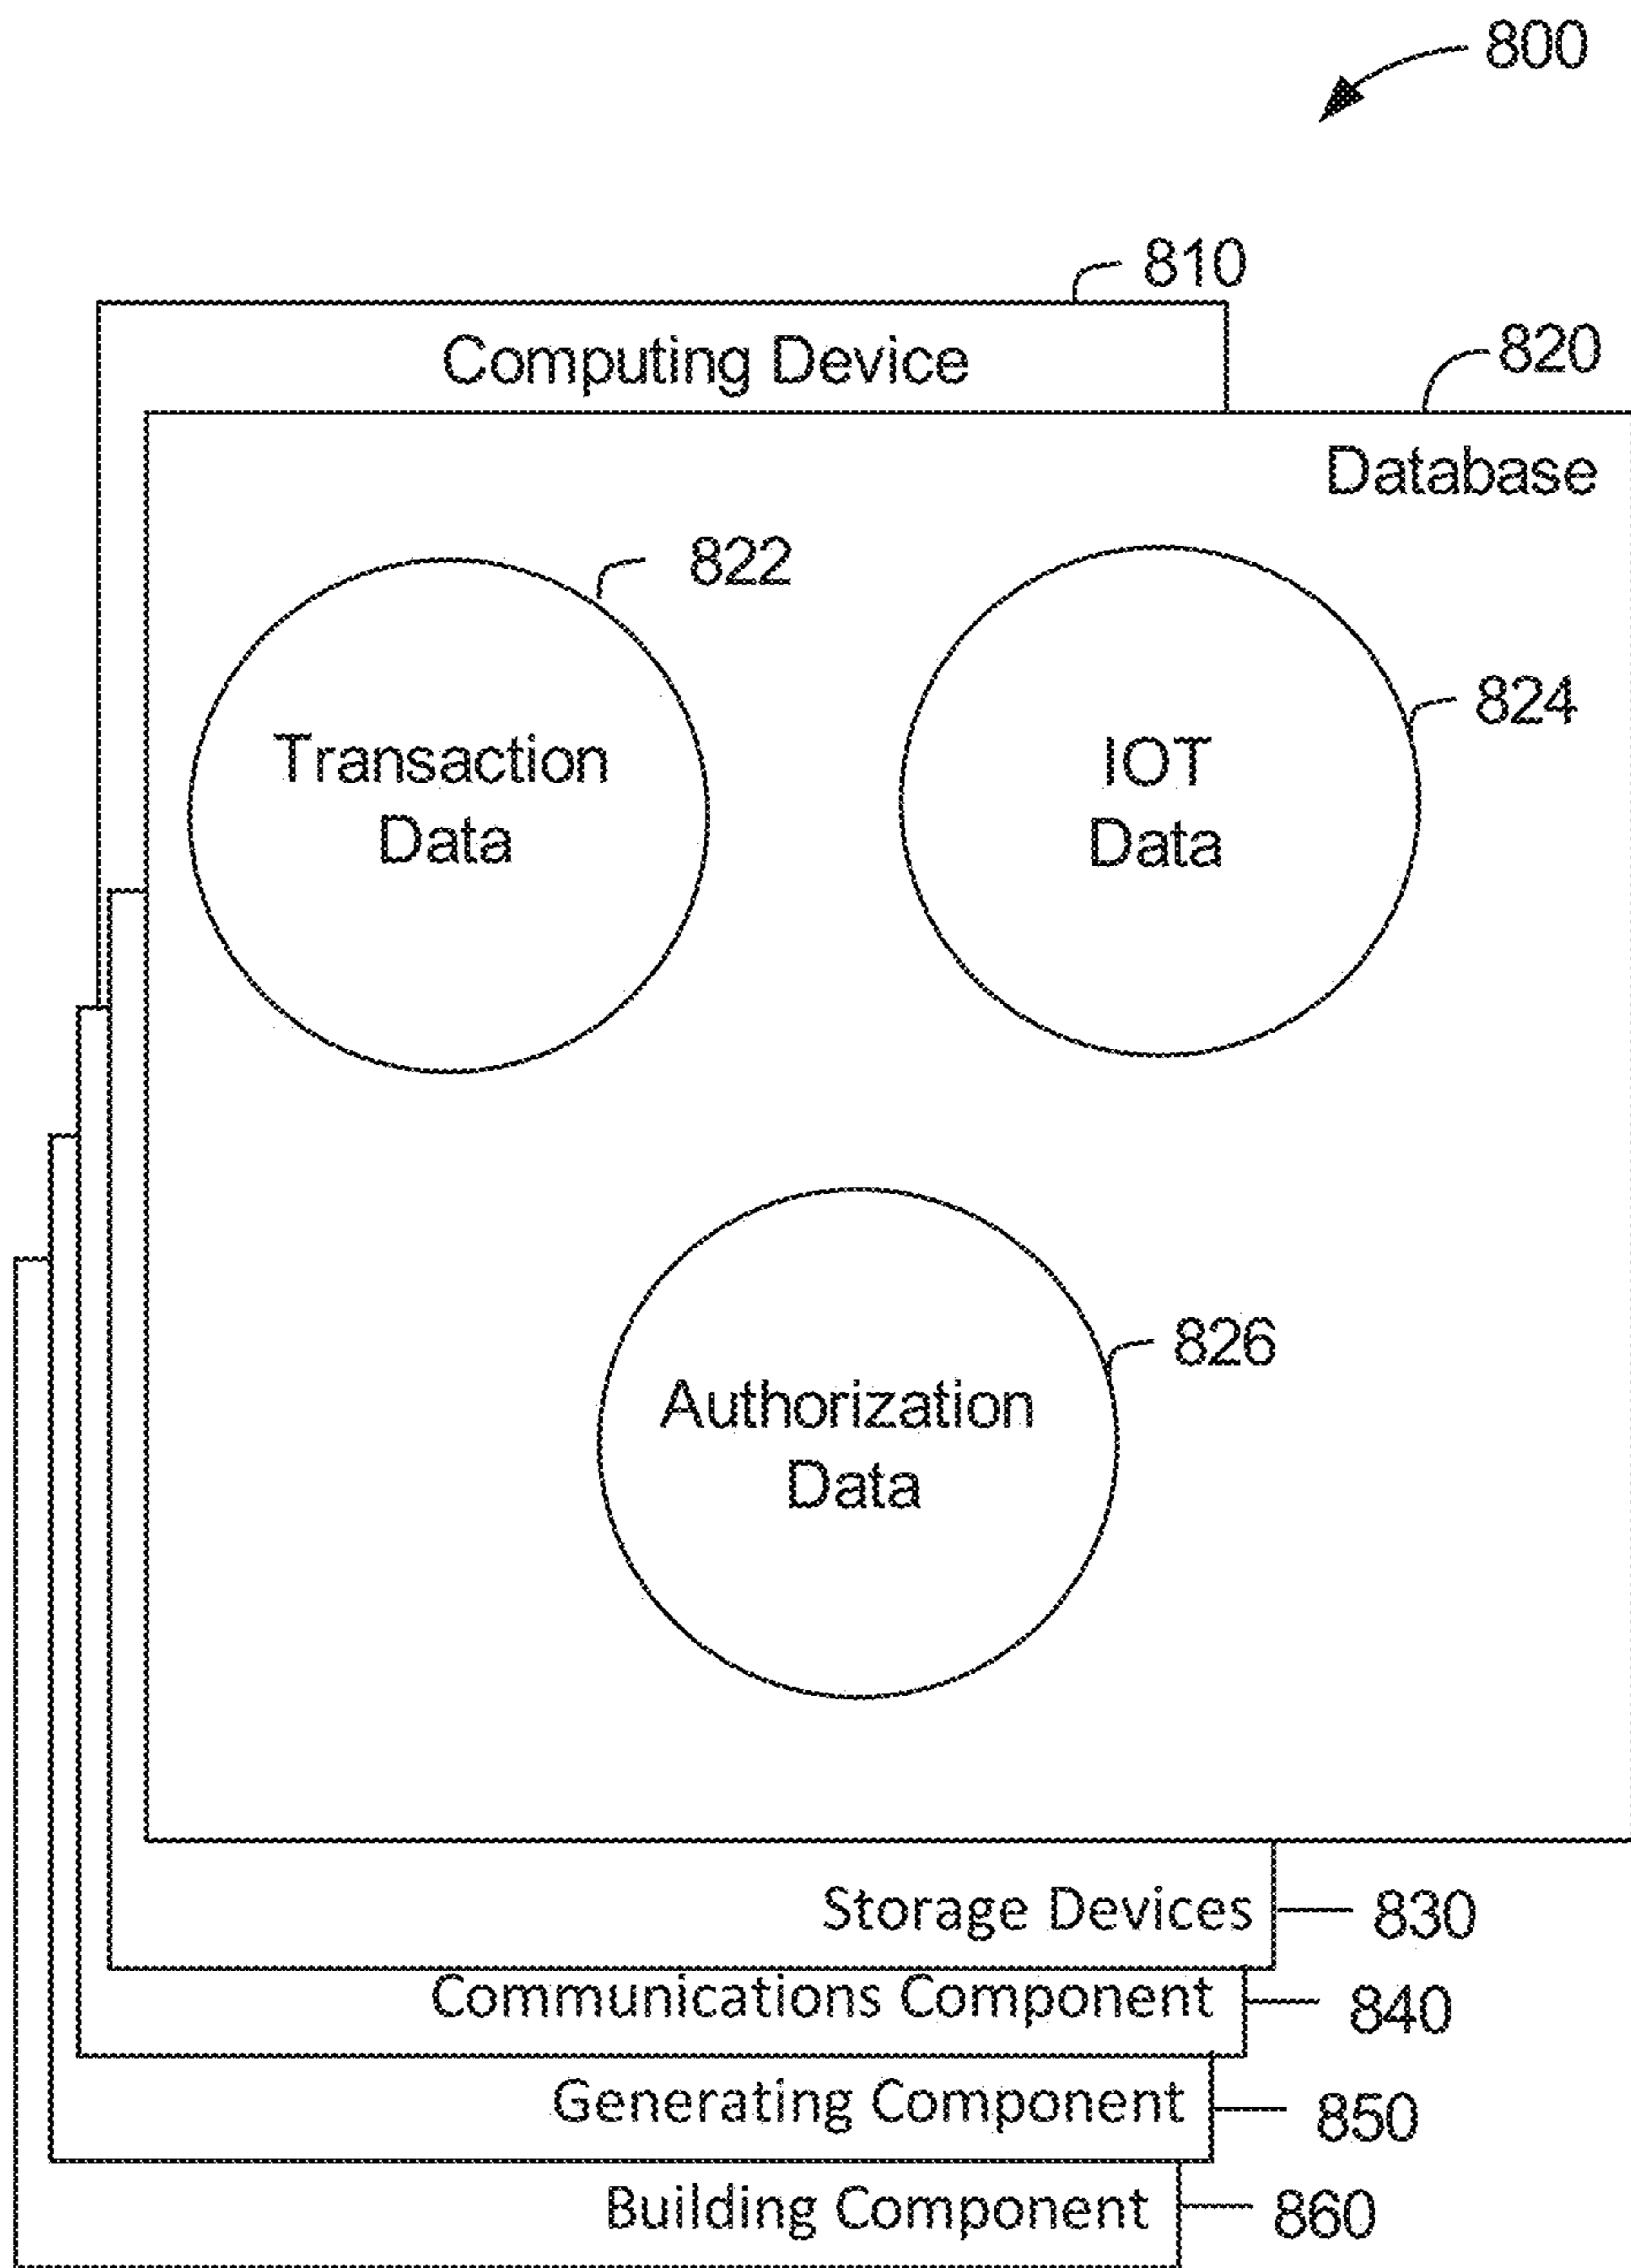 800
810
Computing Device
820
Database
822
Transaction
Data
824
IOT
Data
826
Authorization
Data
Storage Devices
830
Communications Component
840
Generating Component
850
Building Component
860